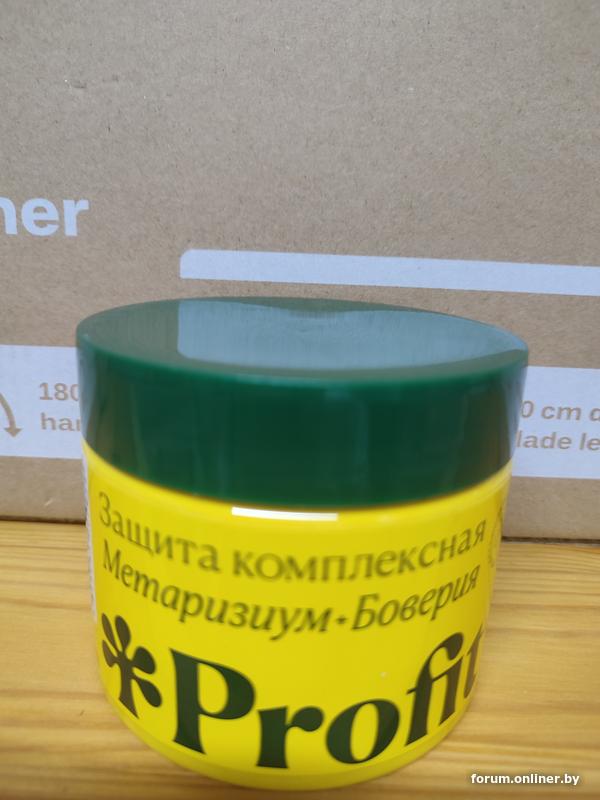 ner
180
har
0 cm d
lade le
Защита комплексная
Метаризиум•Боверия
Profit
forum.onliner.by